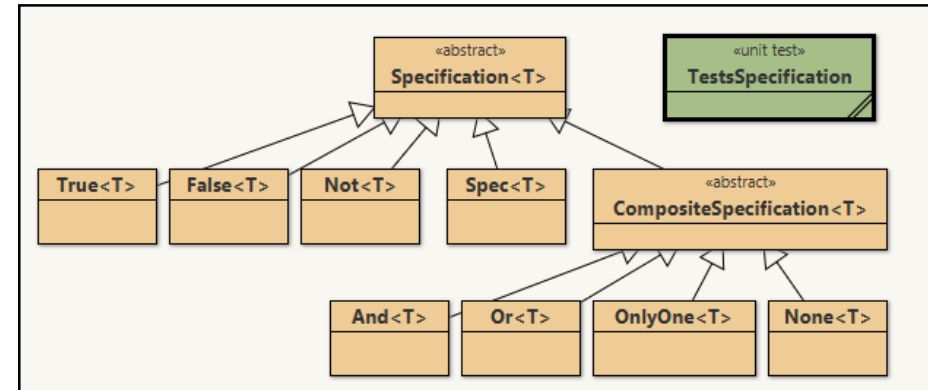 «abstract»
Specification<T>
«unit test»
TestsSpecification
True<T>
False<T>
Not<T>
Spec<T>
«abstract»
CompositeSpecification<T>
And<T>
Or<T>
OnlyOne<T>
None<T>